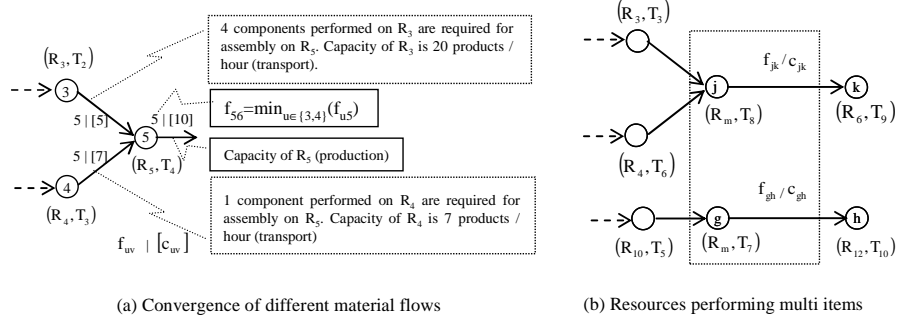 4 components performed on R3 are required for
assembly on R5. Capacity of R3 is 20 products /
hour (transport).
(R3,T2)
3
5 | [5]
5 | [10]
f56=minu∈{3,4}(fu5)
5
(R5,T4)
Capacity of R5 (production)
5 | [7]
4
(R4,T3)
1 component performed on R4 are required for
assembly on R5. Capacity of R4 is 7 products /
hour (transport)
fuv | [cuv]
(a) Convergence of different material flows
(R3,T3)
fjk/cjk
j
k
(Rm,T8)
(R6,T9)
(R4,T6)
fgh/cgh
g
h
(R10,T5)
(Rm,T7)
(R12,T10)
(b) Resources performing multi items